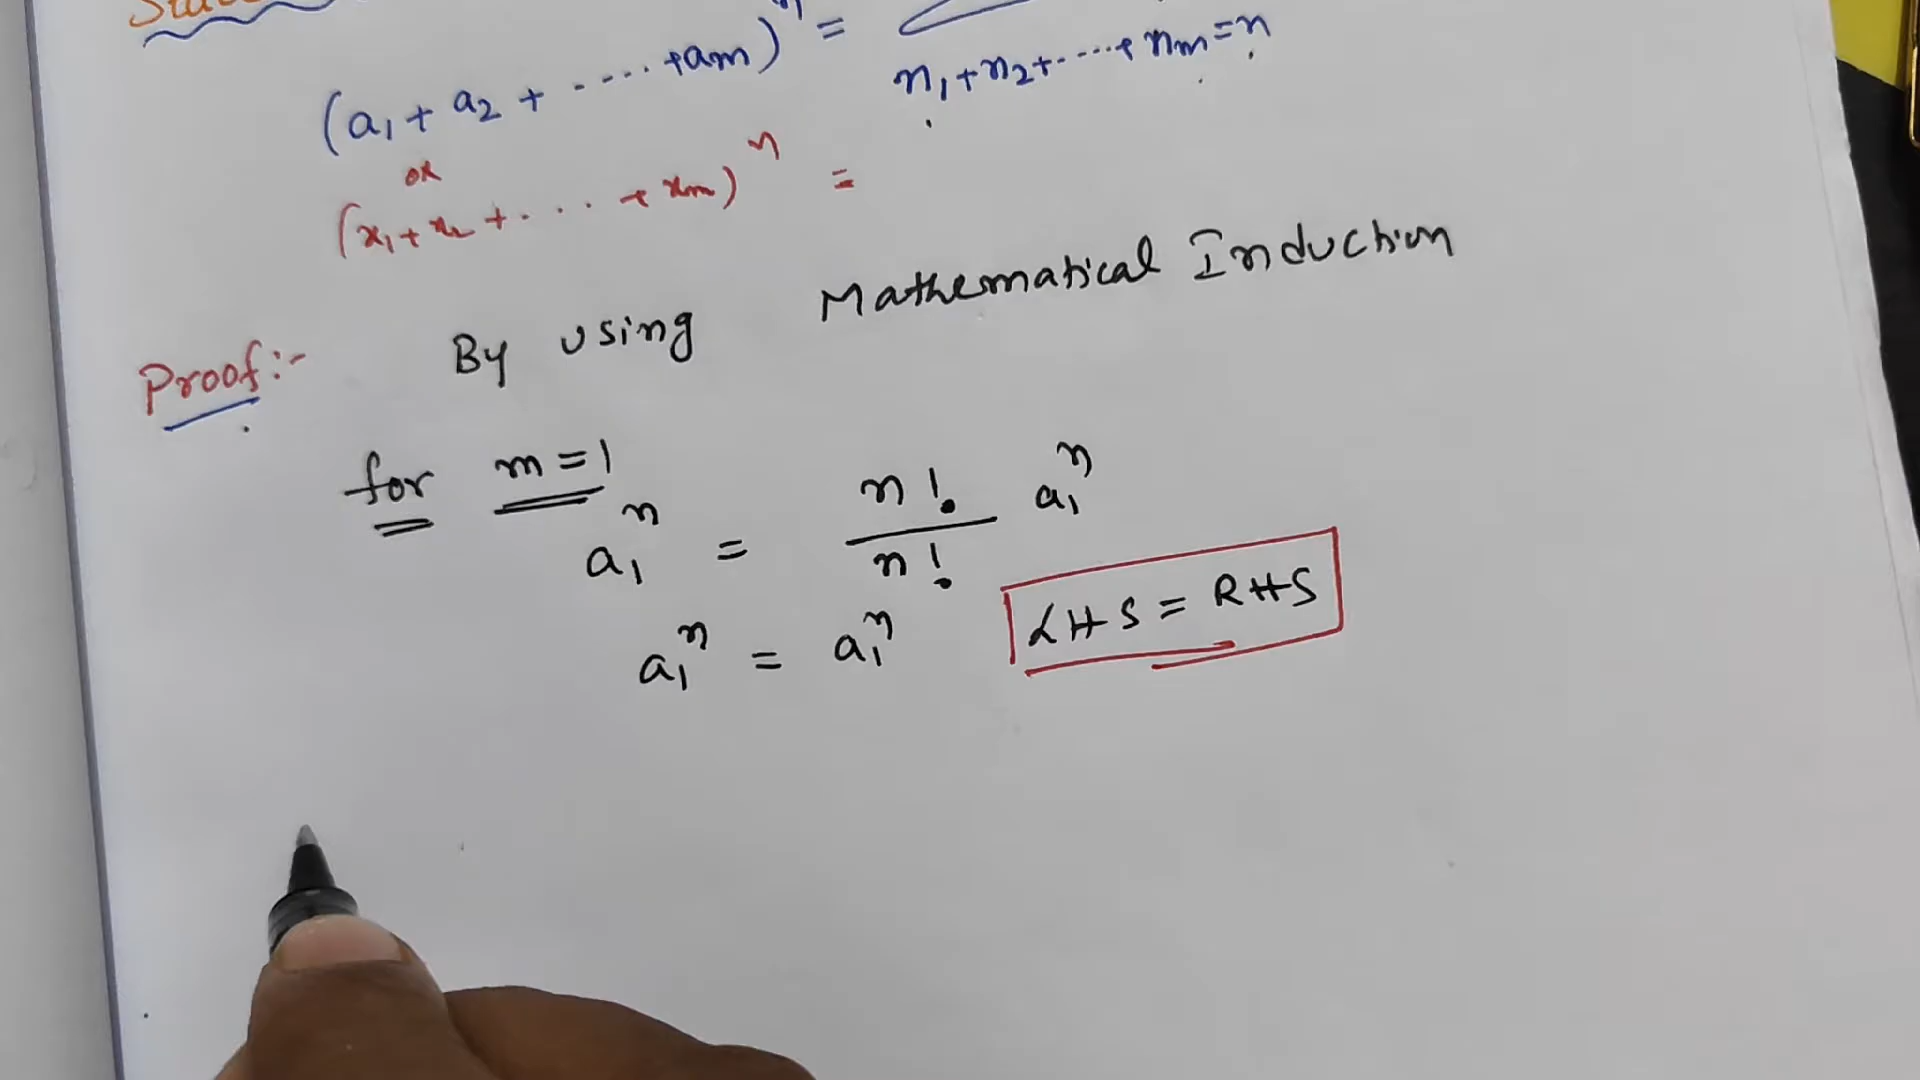 (a1 + a2 + ..... + am)^n =
n1 + n2 + ..... + nm = n
or
(x1 + x2 + .... + xm)^n =
Proof:- By using Mathematical Induction
for m = 1
a1^n = n!/n! a1^n
a1^n = a1^n LHS = RHS